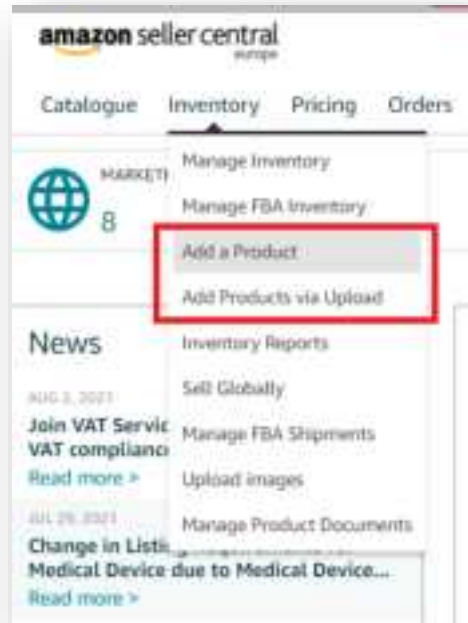 amazon seller central
europe
Catalogue Inventory Pricing Orders
Manage Inventory
MARKET
Manage FBA Inventory
8
Add a Product
Add Products via Upload
News
Inventory Reports
AUG 2, 2021
Sell Globally
Join VAT Servic
Manage FBA Shipments
VAT complianc
Read more >
Upload images
JUL 29, 2021
Manage Product Documents
Change in Listi
Medical Device due to Medical Device...
Read more >